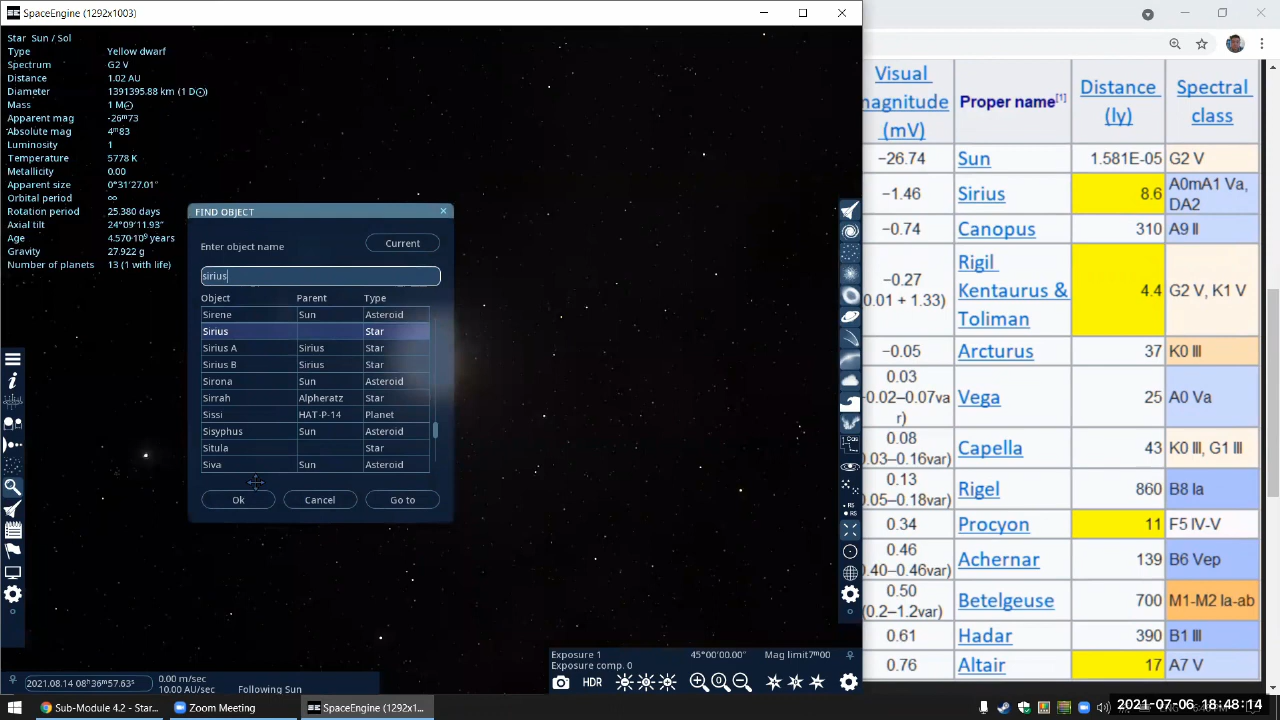 SpaceEngine (1292x1003)
Star Sun / Sol
Type Yellow dwarf
Spectrum G2 V
Distance 1.02 AU
Diameter 1391395.88 km (1 D☉)
Mass 1 M☉
Apparent mag -26ᵐ73
Absolute mag 4ᵐ83
Luminosity 1
Temperature 5778 K
Metallicity 0.00
Apparent size 0°31'27.01"
Orbital period ∞
Rotation period 25.380 days
Axial tilt 24°09'11.93"
Age 4.570·10⁹ years
Gravity 27.922 g
Number of planets 13 (1 with life)
FIND OBJECT
Enter object name Current
sirius
Object Parent Type
Sirene Sun Asteroid
Sirius Star
Sirius A Sirius Star
Sirius B Sirius Star
Sirona Sun Asteroid
Sirrah Alpheratz Star
Sissi HAT-P-14 Planet
Sisyphus Sun Asteroid
Situla Star
Siva Sun Asteroid
Ok Cancel Go to
2021.08.14 08ʰ36ᵐ57.63ˢ
0.00 m/sec
10.00 AU/sec Following Sun
Exposure 1 45°00'00.00" Mag limit7ᵐ00
Exposure comp. 0
HDR
Visual
magnitude
(mV)
Proper name[1]
Distance
(ly)
Spectral
class
−26.74 Sun 1.581E-05 G2 V
−1.46 Sirius 8.6 A0mA1 Va,
DA2
−0.74 Canopus 310 A9 II
−0.27
0.01 + 1.33)
Rigil
Kentaurus &
Toliman
4.4 G2 V, K1 V
−0.05 Arcturus 37 K0 III
0.03
−0.02–0.07va
r)
Vega 25 A0 Va
0.08
0.03–0.16var)
Capella 43 K0 III, G1 III
0.13
0.05–0.18var)
Rigel 860 B8 Ia
0.34 Procyon 11 F5 IV-V
0.46
0.40–0.46var)
Achernar 139 B6 Vep
0.50
(0.2–1.2var)
Betelgeuse 700 M1-M2 Ia-ab
0.61 Hadar 390 B1 III
0.76 Altair 17 A7 V
Sub-Module 4.2 - Star... Zoom Meeting SpaceEngine (1292x1...
2021-07-06 18:48:14